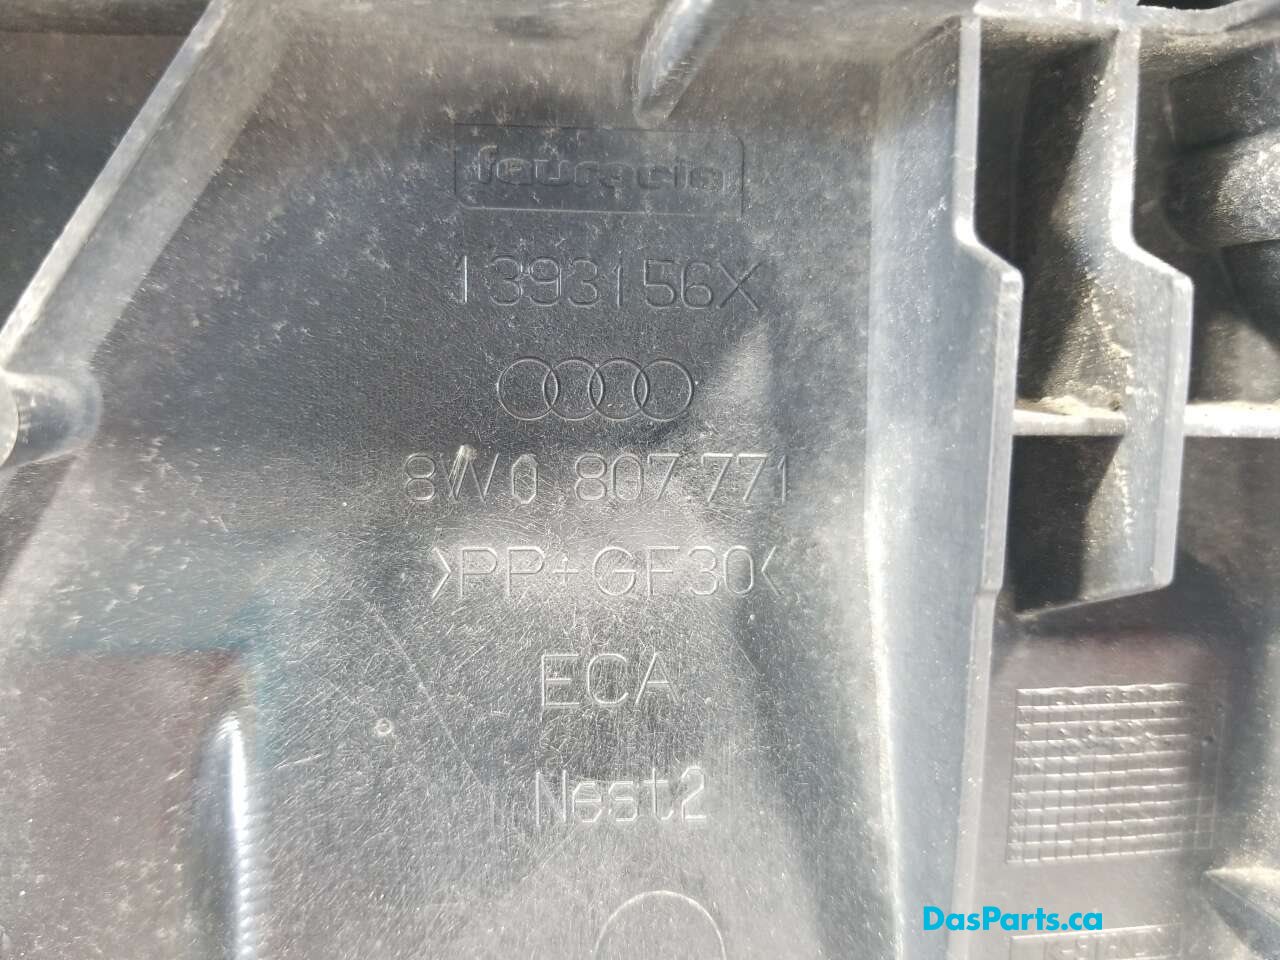 faurecia
1393156X
8W0 807 771
>PP+GF30<
ECA
Nest2
DasParts.ca